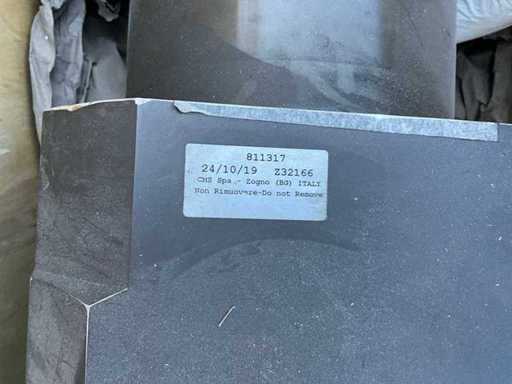 811317
24/10/19 Z32166
CMS Spa - Zogno (BG) ITALY
Non Rimuovere-Do not Remove